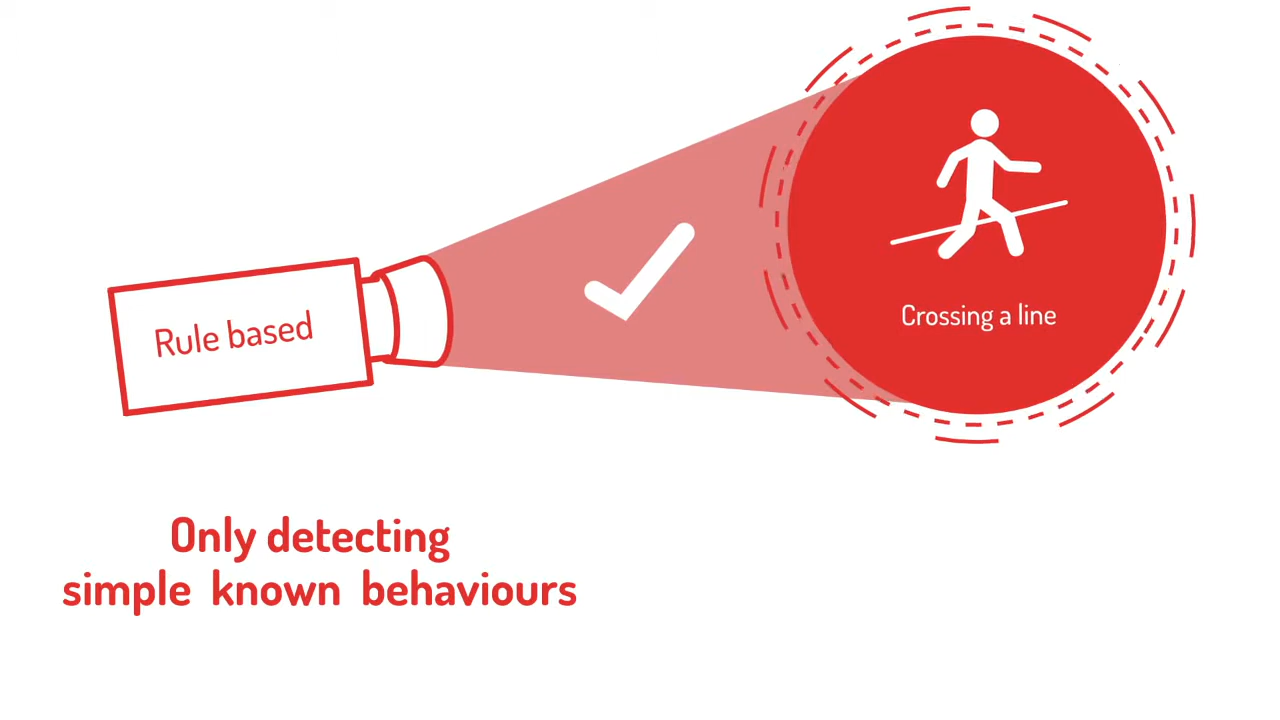 Rule based
Crossing a line
Only detecting
simple known behaviours